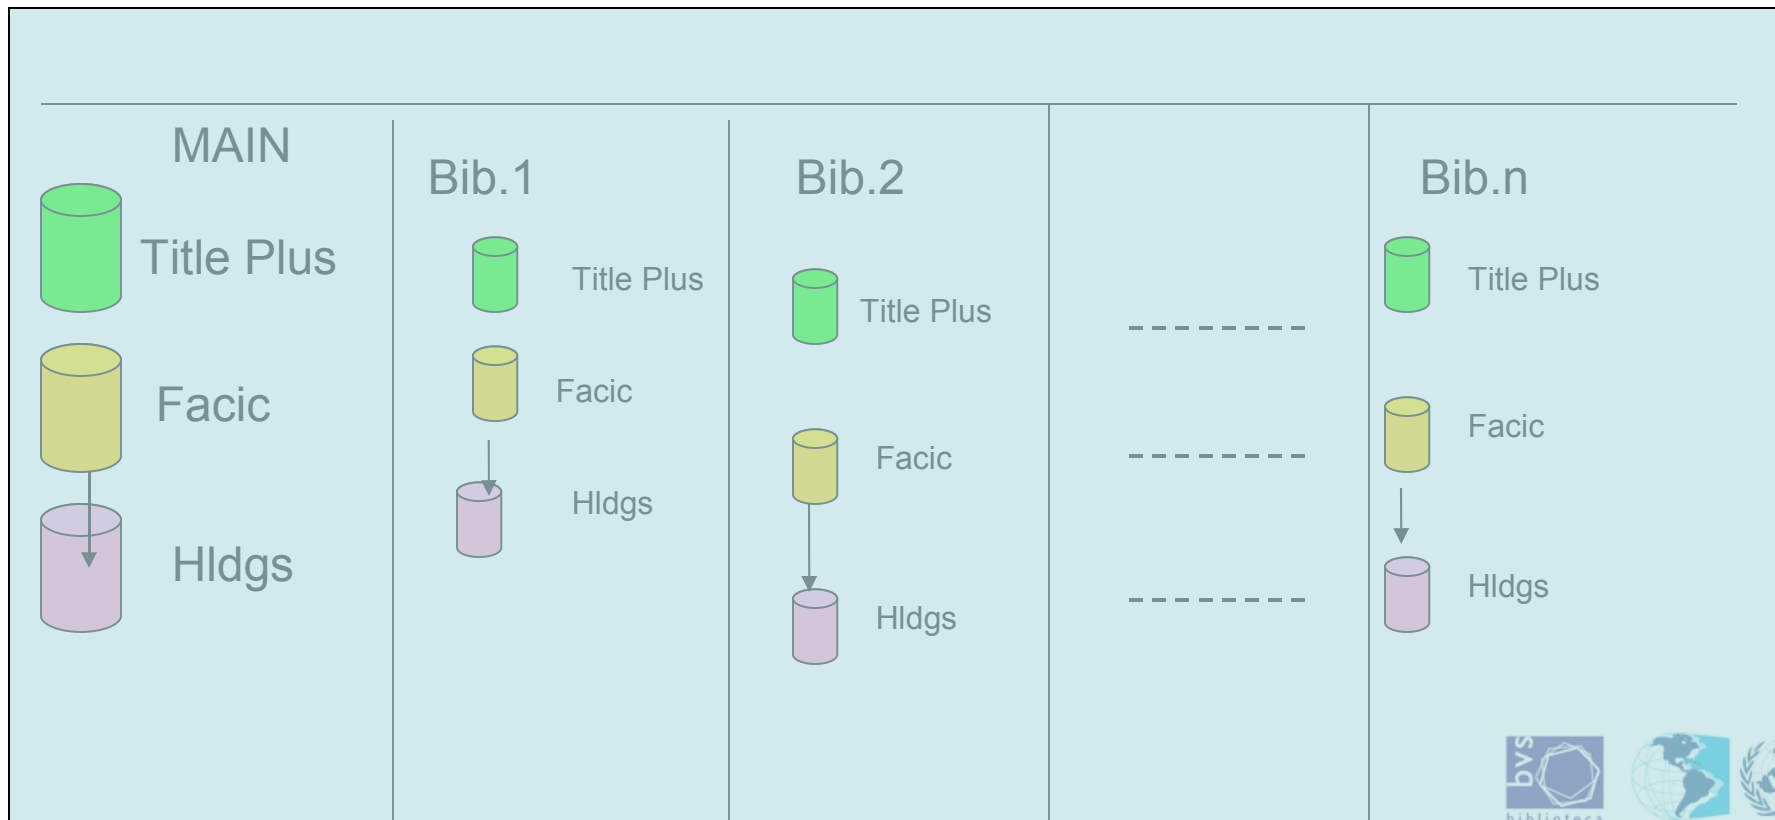 MAIN
Title Plus
Facic
Hldgs
Bib.1
Title Plus
Facic
Hldgs
Bib.2
Title Plus
Facic
Hldgs
Bib.n
Title Plus
Facic
Hldgs
bvs
biblioteca